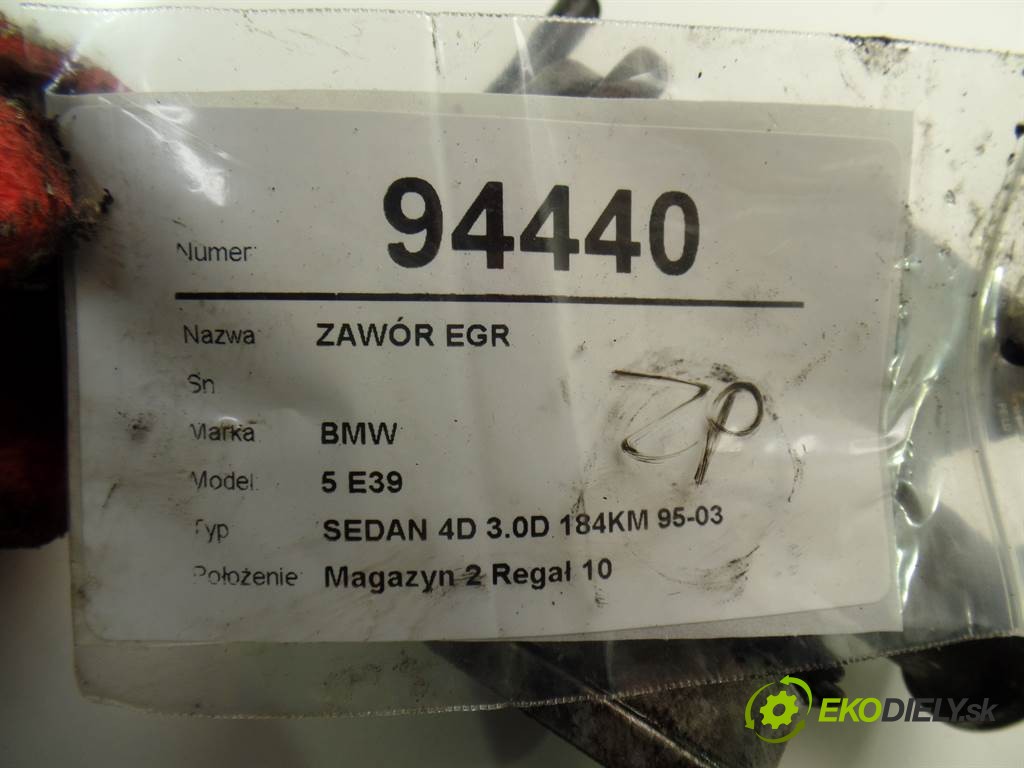 Numer: 94440
Nazwa ZAWÓR EGR
Sn
Marka BMW
Model: 5 E39
Typ SEDAN 4D 3.0D 184KM 95-03
Położenie: Magazyn 2 Regał 10
ZP
EKODIELY.sk